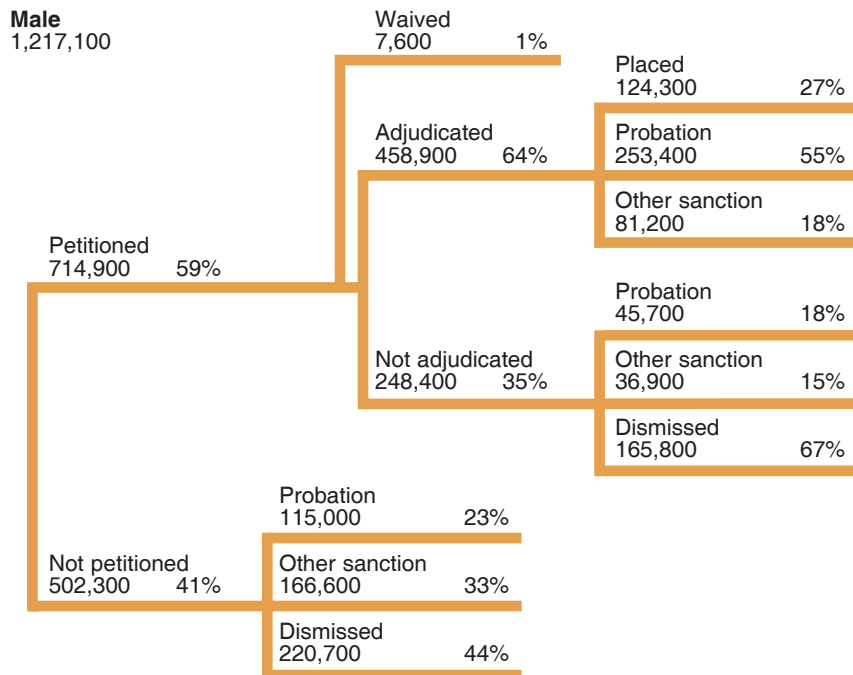 Male
1,217,100
Waived
7,600 1%
Placed
124,300 27%
Adjudicated
458,900 64%
Probation
253,400 55%
Other sanction
81,200 18%
Petitioned
714,900 59%
Probation
45,700 18%
Not adjudicated
248,400 35%
Other sanction
36,900 15%
Dismissed
165,800 67%
Probation
115,000 23%
Not petitioned
502,300 41%
Other sanction
166,600 33%
Dismissed
220,700 44%